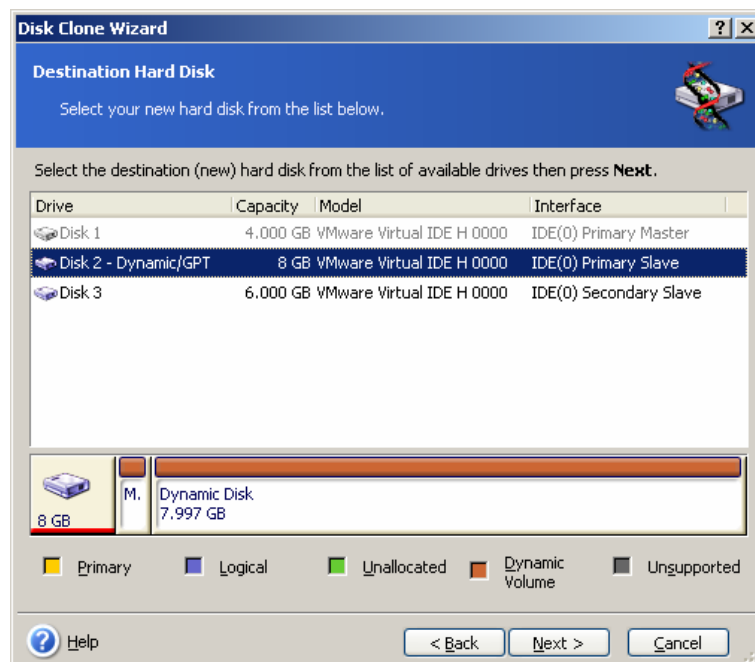 Disk Clone Wizard
Destination Hard Disk
Select your new hard disk from the list below.
Select the destination (new) hard disk from the list of available drives then press Next.
Drive Capacity Model Interface
Disk 1 4.000 GB VMware Virtual IDE H 0000 IDE(0) Primary Master
Disk 2 - Dynamic/GPT 8 GB VMware Virtual IDE H 0000 IDE(0) Primary Slave
Disk 3 6.000 GB VMware Virtual IDE H 0000 IDE(0) Secondary Slave
8 GB
M.
Dynamic Disk
7.997 GB
Primary Logical Unallocated Dynamic Volume Unsupported
Help < Back Next > Cancel